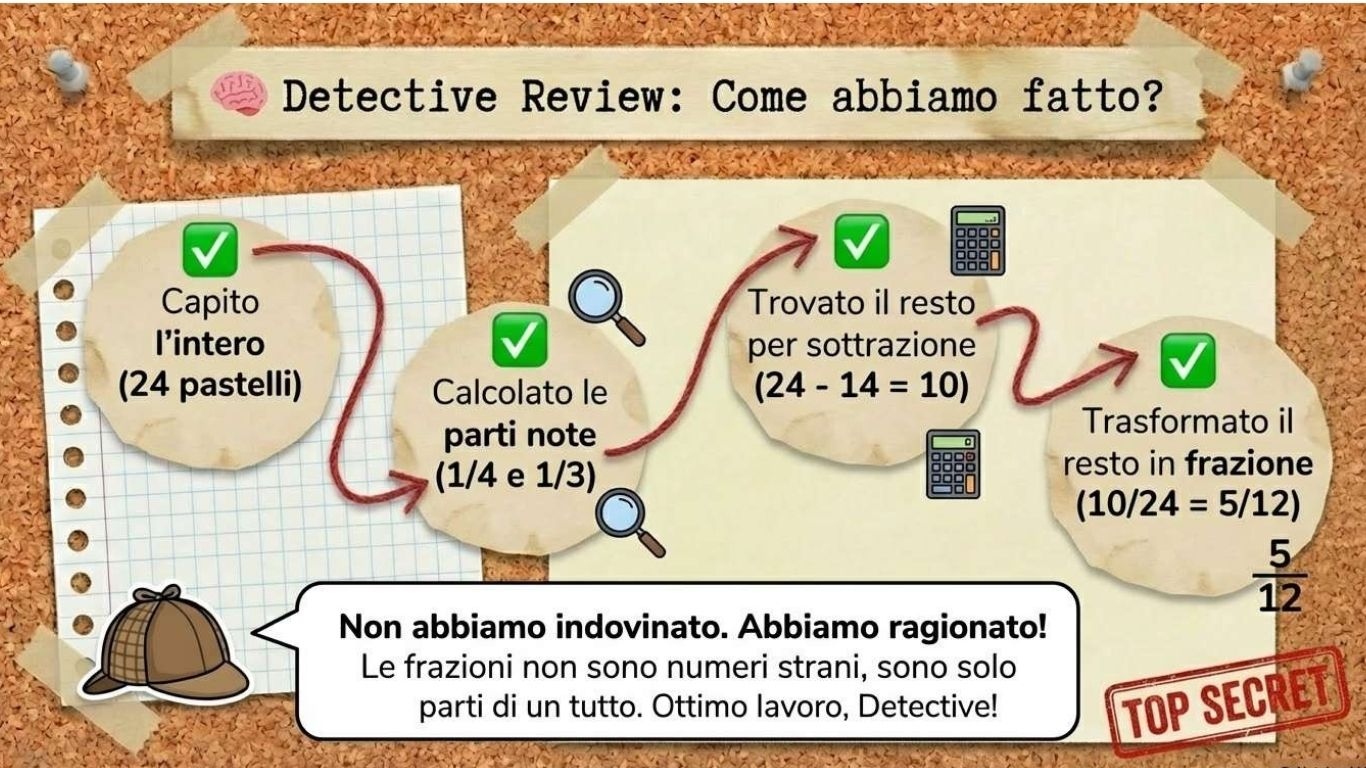 Detective Review: Come abbiamo fatto?
Capito
l'intero
(24 pastelli)
Calcolato le
parti note
(1/4 e 1/3)
Trovato il resto
per sottrazione
(24 - 14 = 10)
Trasformato il
resto in frazione
(10/24 = 5/12)
5
12
Non abbiamo indovinato. Abbiamo ragionato!
Le frazioni non sono numeri strani, sono solo
parti di un tutto. Ottimo lavoro, Detective!
TOP SECRET